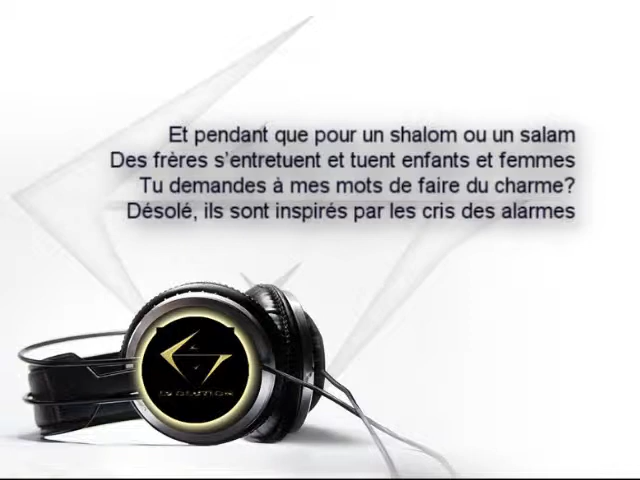 Et pendant que pour un shalom ou un salam
Des frères s'entretuent et tuent enfants et femmes
Tu demandes à mes mots de faire du charme?
Désolé, ils sont inspirés par les cris des alarmes